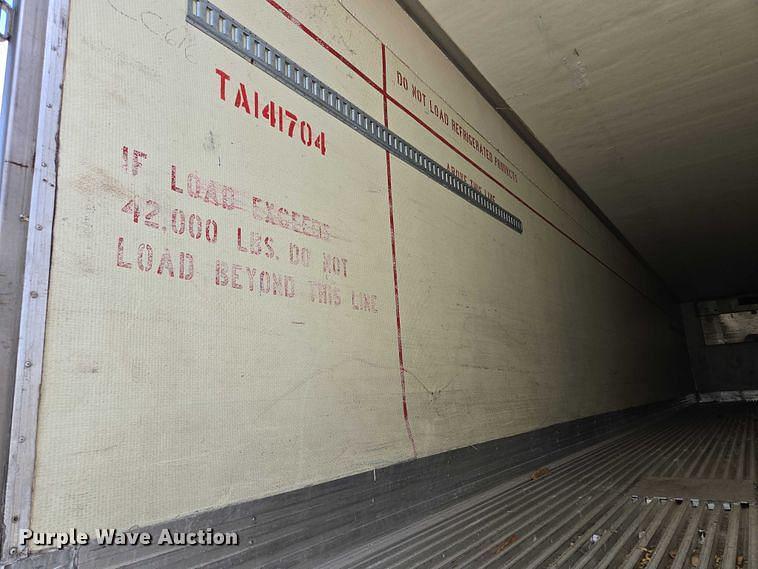 TA141704
DO NOT LOAD REFRIGERATED PRODUCTS
ABOVE THIS LINE
IF LOAD EXCEEDS
42,000 LBS. DO NOT
LOAD BEYOND THIS LINE
Purple Wave Auction